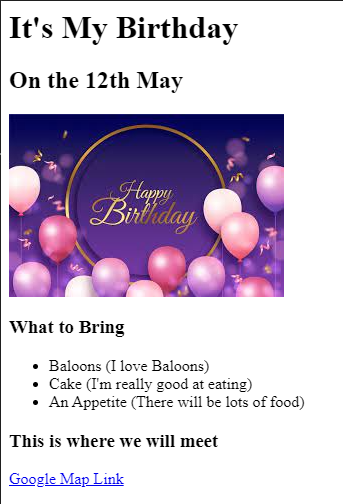 It's My Birthday
On the 12th May
Happy
Birthday
What to Bring
Baloons (I love Baloons)
Cake (I'm really good at eating)
An Appetite (There will be lots of food)
This is where we will meet
Google Map Link